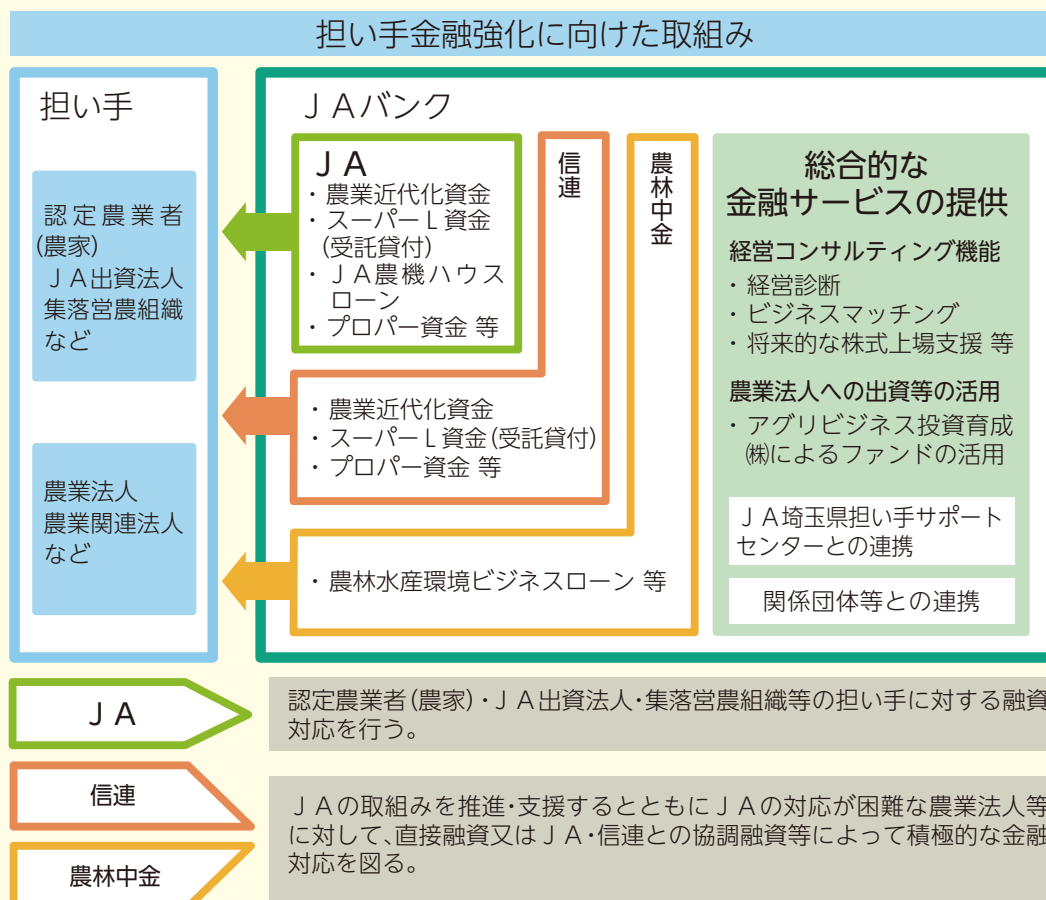 担い手金融強化に向けた取組み
担い手
認定農業者
(農家)
ＪＡ出資法人
集落営農組織
など
農業法人
農業関連法人
など
ＪＡバンク
ＪＡ
・農業近代化資金
・スーパーＬ資金
(受託貸付)
・ＪＡ農機ハウス
ローン
・プロパー資金 等
信連
・農業近代化資金
・スーパーＬ資金(受託貸付)
・プロパー資金 等
農林中金
・農林水産環境ビジネスローン 等
総合的な
金融サービスの提供
経営コンサルティング機能
・経営診断
・ビジネスマッチング
・将来的な株式上場支援 等
農業法人への出資等の活用
・アグリビジネス投資育成
㈱によるファンドの活用
ＪＡ埼玉県担い手サポート
センターとの連携
関係団体等との連携
ＪＡ
認定農業者(農家)・ＪＡ出資法人・集落営農組織等の担い手に対する融資
対応を行う。
信連
農林中金
ＪＡの取組みを推進・支援するとともにＪＡの対応が困難な農業法人等
に対して、直接融資又はＪＡ・信連との協調融資等によって積極的な金融
対応を図る。